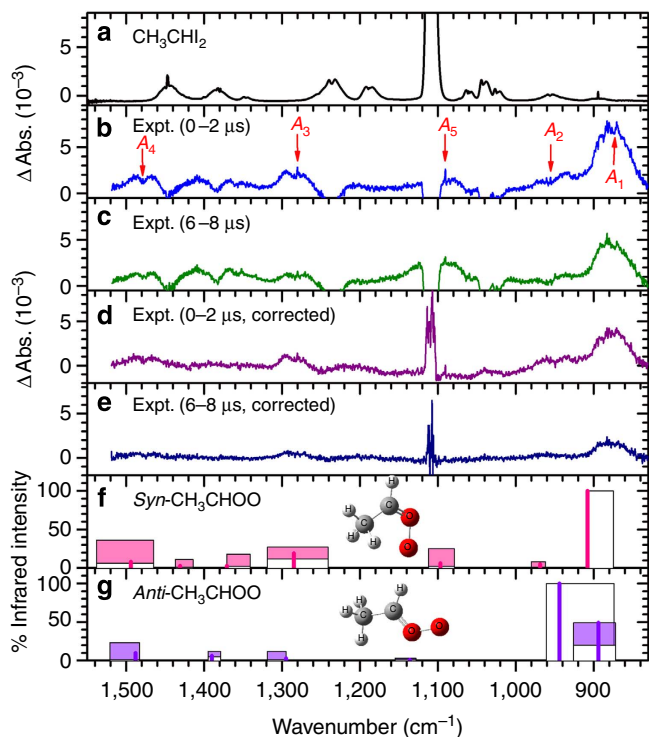 a CH₃CHI₂
5
0
Δ Abs. (10⁻³)
b Expt. (0–2 μs)
A₄ A₃ A₅ A₂ A₁
5
0
c Expt. (6–8 μs)
5
0
Δ Abs. (10⁻³)
d Expt. (0–2 μs, corrected)
5
0
e Expt. (6–8 μs, corrected)
5
0
% Infrared intensity
f Syn-CH₃CHOO
100
50
0
H C O H C H H O
g Anti-CH₃CHOO
100
50
0
H H C C H H O O
1,500 1,400 1,300 1,200 1,100 1,000 900
Wavenumber (cm⁻¹)